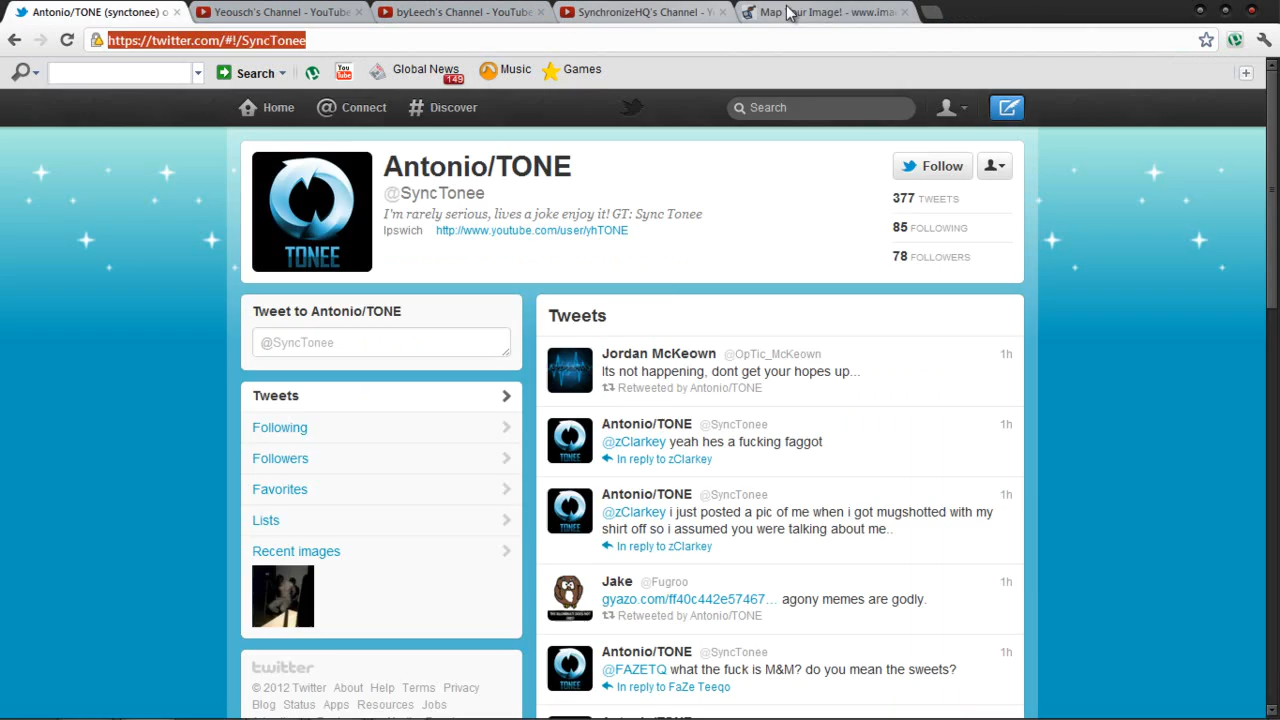 Antonio/TONE (synctonee) o
Yeousch's Channel - YouTube
byLeech's Channel - YouTube
SynchronizeHQ's Channel - Y
Map Your Image! - www.ima
https://twitter.com/#!/SyncTonee
Search
You Tube
Global News
149
Music
Games
Home
@ Connect
# Discover
Search
Antonio/TONE
@SyncTonee
I'm rarely serious, lives a joke enjoy it! GT: Sync Tonee
Ipswich http://www.youtube.com/user/yhTONE
TONEE
Follow
377 TWEETS
85 FOLLOWING
78 FOLLOWERS
Tweet to Antonio/TONE
@SyncTonee
Tweets
Following
Followers
Favorites
Lists
Recent images
twitter
© 2012 Twitter About Help Terms Privacy
Blog Status Apps Resources Jobs
Tweets
Jordan McKeown @OpTic_McKeown 1h
Its not happening, dont get your hopes up...
Retweeted by Antonio/TONE
Antonio/TONE @SyncTonee 1h
@zClarkey yeah hes a fucking faggot
In reply to zClarkey
Antonio/TONE @SyncTonee 1h
@zClarkey i just posted a pic of me when i got mugshotted with my
shirt off so i assumed you were talking about me..
In reply to zClarkey
Jake @Fugroo 1h
gyazo.com/ff40c442e57467... agony memes are godly.
Retweeted by Antonio/TONE
Antonio/TONE @SyncTonee 1h
@FAZETQ what the fuck is M&M? do you mean the sweets?
In reply to FaZe Teeqo